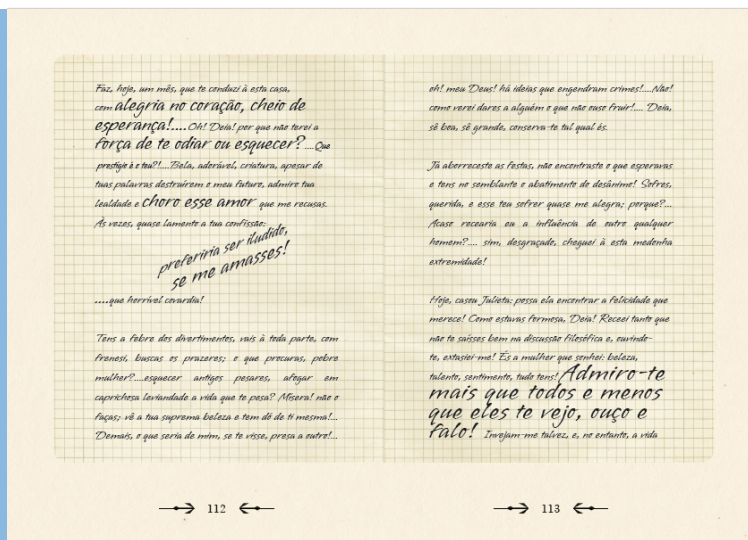 Faz, hoje, um mês, que te conduzi à esta casa,
com alegria no coração, cheio de
esperança!.... Oh! Deia! por que não terei a
força de te odiar ou esquecer? .... Que
prestígio é o teu?!... Bela, adorável, criatura, apesar de
tuas palavras destruírem o meu futuro, admiro tua
lealdade e choro esse amor que me recusas.
Às vezes, quase lamento a tua confissão:
preferiria ser iludido,
se me amasses!
....que horrível covardia!
Tens a febre dos divertimentos, vais à toda parte, com
frenesi, buscas os prazeres; o que procuras, pobre
mulher?....esquecer antigos pesares, afogar em
caprichosa leviandade a vida que te pesa? Mísera! não o
faças; vê a tua suprema beleza e tem dó de ti mesma!...
Demais, o que seria de mim, se te visse, presa a outro!...
112
oh! meu Deus! há ideias que engendram crimes!....Não!
como verei dares a alguém o que não ouso fruir!.... Deia,
sê boa, sê grande, conserva-te tal qual és.
Já aborreceste as festas, não encontraste o que esperavas
e tens no semblante o abatimento do desânimo! Sofres,
querida, e esse teu sofrer quase me alegra; porque?...
Acaso recearia eu a influência de outro qualquer
homem?.... sim, desgraçado, cheguei à esta medonha
extremidade!
Hoje, casou Julieta; possa ela encontrar a felicidade que
merece! Como estavas formosa, Deia! Receei tanto que
não te saísses bem na discussão filosófica e, ouvindo-
te, extasiei-me! És a mulher que sonhei: beleza,
talento, sentimento, tudo tens! Admiro-te
mais que todos e menos
que eles te vejo, ouço e
falo! Invejam-me talvez, e, no entanto, a vida
113